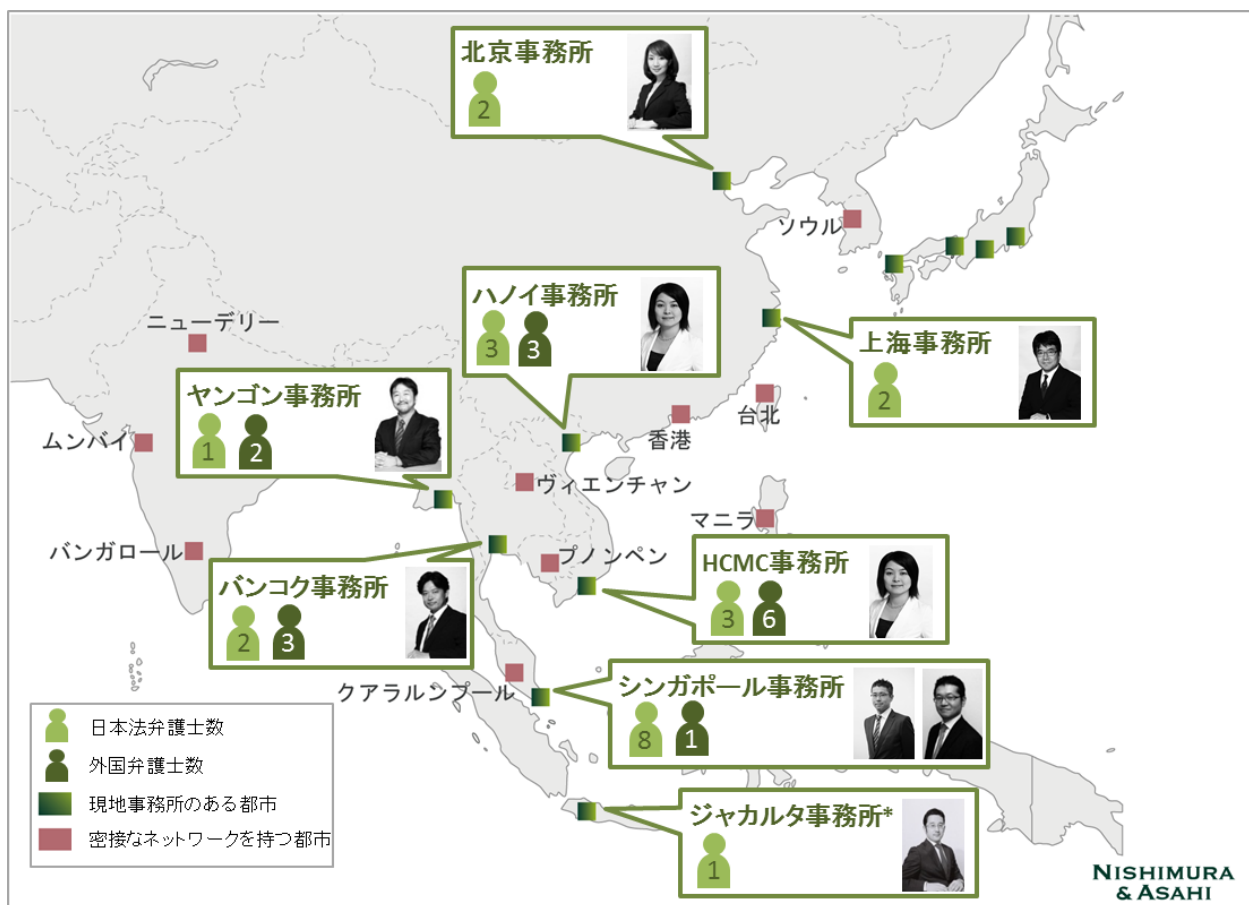 北京事務所
2
ソウル
ハノイ事務所
3 3
ニューデリー
上海事務所
2
ヤンゴン事務所
1 2
台北
香港
ムンバイ
ヴィエンチャン
マニラ
バンガロール
プノンペン
HCMC事務所
3 6
バンコク事務所
2 3
クアラルンプール
シンガポール事務所
8 1
日本法弁護士数
外国弁護士数
現地事務所のある都市
密接なネットワークを持つ都市
ジャカルタ事務所*
1
NISHIMURA
& ASAHI